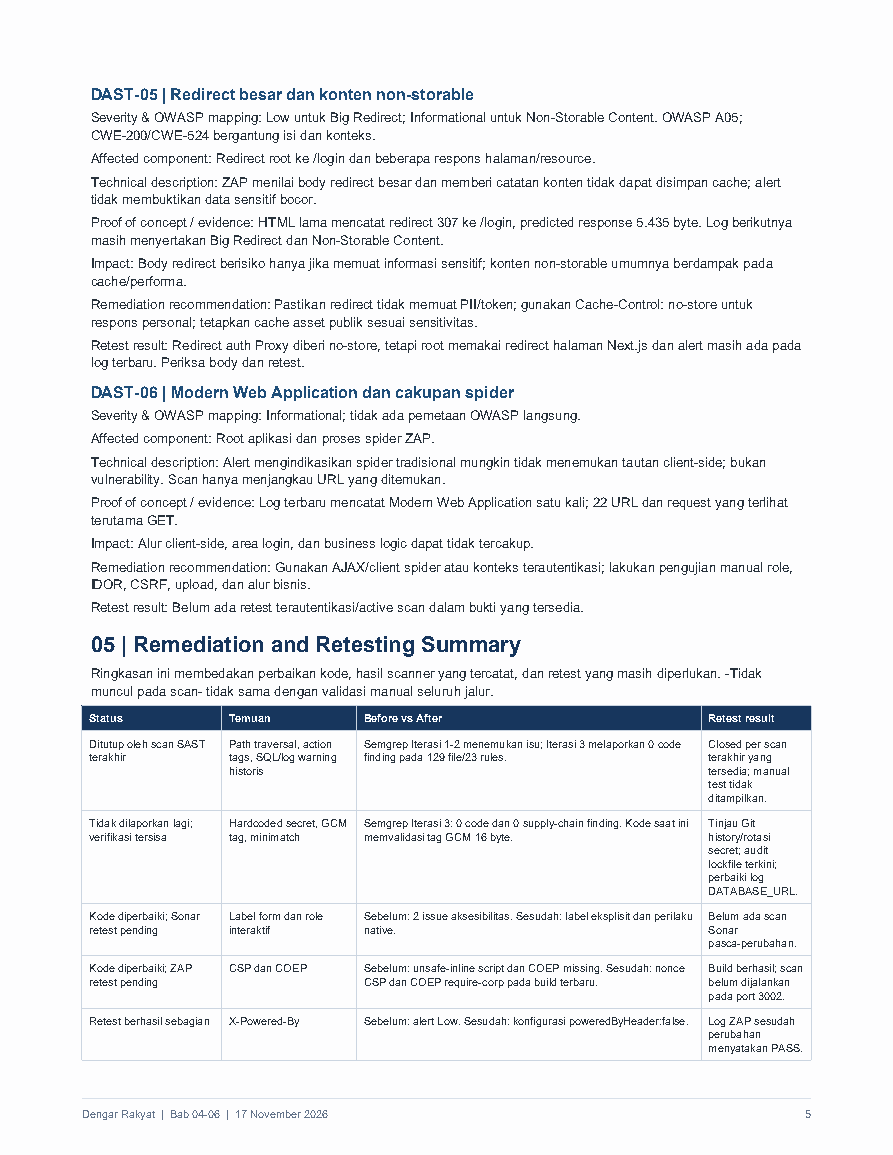 DAST-05 | Redirect besar dan konten non-storable
Severity & OWASP mapping: Low untuk Big Redirect; Informational untuk Non-Storable Content. OWASP A05;
CWE-200/CWE-524 bergantung isi dan konteks.
Affected component: Redirect root ke /login dan beberapa respons halaman/resource.
Technical description: ZAP menilai body redirect besar dan memberi catatan konten tidak dapat disimpan cache; alert
tidak membuktikan data sensitif bocor.
Proof of concept / evidence: HTML lama mencatat redirect 307 ke /login, predicted response 5.435 byte. Log berikutnya
masih menyertakan Big Redirect dan Non-Storable Content.
Impact: Body redirect berisiko hanya jika memuat informasi sensitif; konten non-storable umumnya berdampak pada
cache/performa.
Remediation recommendation: Pastikan redirect tidak memuat PII/token; gunakan Cache-Control: no-store untuk
respons personal; tetapkan cache asset publik sesuai sensitivitas.
Retest result: Redirect auth Proxy diberi no-store, tetapi root memakai redirect halaman Next.js dan alert masih ada pada
log terbaru. Periksa body dan retest.
DAST-06 | Modern Web Application dan cakupan spider
Severity & OWASP mapping: Informational; tidak ada pemetaan OWASP langsung.
Affected component: Root aplikasi dan proses spider ZAP.
Technical description: Alert mengindikasikan spider tradisional mungkin tidak menemukan tautan client-side; bukan
vulnerability. Scan hanya menjangkau URL yang ditemukan.
Proof of concept / evidence: Log terbaru mencatat Modern Web Application satu kali; 22 URL dan request yang terlihat
terutama GET.
Impact: Alur client-side, area login, dan business logic dapat tidak tercakup.
Remediation recommendation: Gunakan AJAX/client spider atau konteks terautentikasi; lakukan pengujian manual role,
IDOR, CSRF, upload, dan alur bisnis.
Retest result: Belum ada retest terautentikasi/active scan dalam bukti yang tersedia.
05 | Remediation and Retesting Summary
Ringkasan ini membedakan perbaikan kode, hasil scanner yang tercatat, dan retest yang masih diperlukan. -Tidak
muncul pada scan- tidak sama dengan validasi manual seluruh jalur.
Status Temuan Before vs After Retest result
Ditutup oleh scan SAST
terakhir
Path traversal, action
tags, SQL/log warning
historis
Semgrep Iterasi 1-2 menemukan isu; Iterasi 3 melaporkan 0 code
finding pada 129 file/23 rules.
Closed per scan
terakhir yang
tersedia; manual
test tidak
ditampilkan.
Tidak dilaporkan lagi;
verifikasi tersisa
Hardcoded secret, GCM
tag, minimatch
Semgrep Iterasi 3: 0 code dan 0 supply-chain finding. Kode saat ini
memvalidasi tag GCM 16 byte.
Tinjau Git
history/rotasi
secret; audit
lockfile terkini;
perbaiki log
DATABASE_URL.
Kode diperbaiki; Sonar
retest pending
Label form dan role
interaktif
Sebelum: 2 issue aksesibilitas. Sesudah: label eksplisit dan perilaku
native.
Belum ada scan
Sonar
pasca-perubahan.
Kode diperbaiki; ZAP
retest pending
CSP dan COEP
Sebelum: unsafe-inline script dan COEP missing. Sesudah: nonce
CSP dan COEP require-corp pada build terbaru.
Build berhasil; scan
belum dijalankan
pada port 3002.
Retest berhasil sebagian
X-Powered-By
Sebelum: alert Low. Sesudah: konfigurasi poweredByHeader:false.
Log ZAP sesudah
perubahan
menyatakan PASS.
Dengar Rakyat | Bab 04-06 | 17 November 2026
5